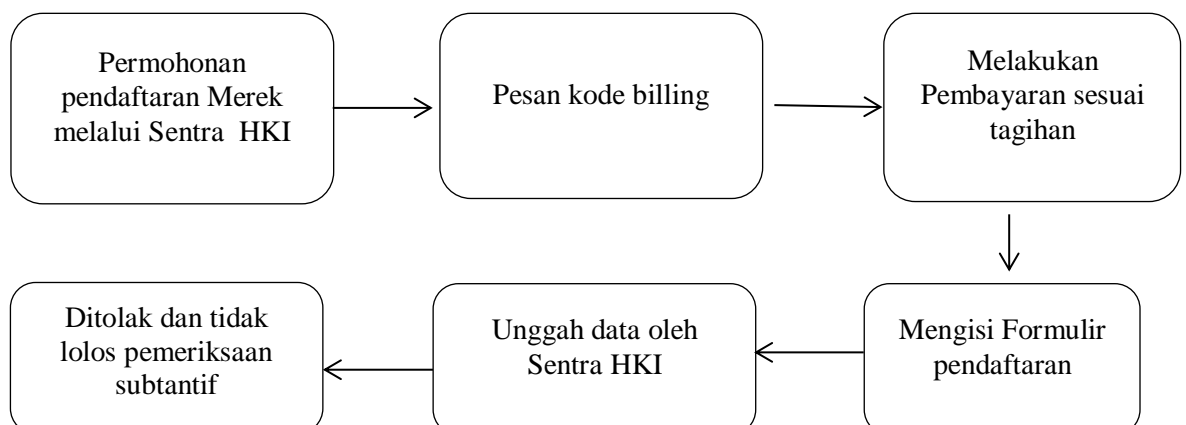 Permohonan
pendaftaran Merek
melalui Sentra HKI
Pesan kode billing
Melakukan
Pembayaran sesuai
tagihan
Mengisi Formulir
pendaftaran
Unggah data oleh
Sentra HKI
Ditolak dan tidak
lolos pemeriksaan
subtantif